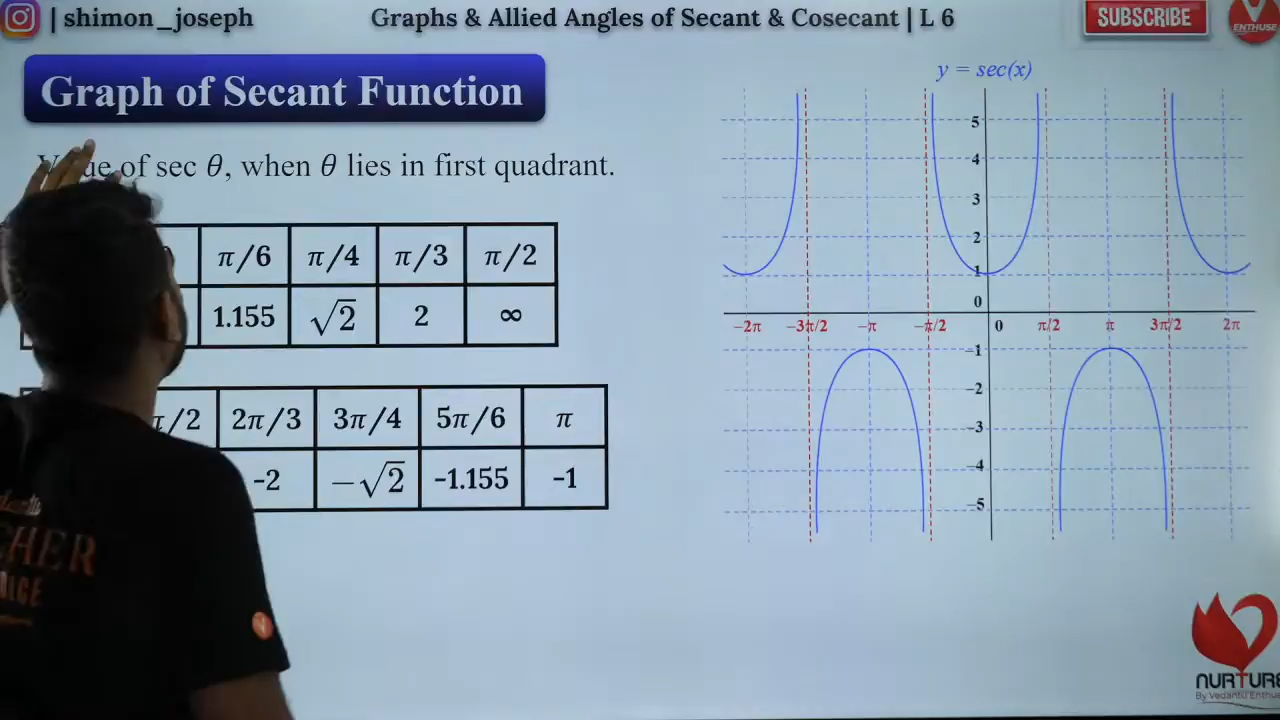 | shimon_joseph
Graphs & Allied Angles of Secant & Cosecant | L 6
SUBSCRIBE
ENTHUSE
Graph of Secant Function
of sec θ, when θ lies in first quadrant.
π/6 π/4 π/3 π/2
1.155 √2 2 ∞
π/2 2π/3 3π/4 5π/6 π
-2 −√2 -1.155 -1
y = sec(x)
5
4
3
2
1
0
−2π −3π/2 −π −π/2 0 π/2 π 3π/2 2π
−1
−2
−3
−4
−5
NURTURE
By Vedantu Enthuse